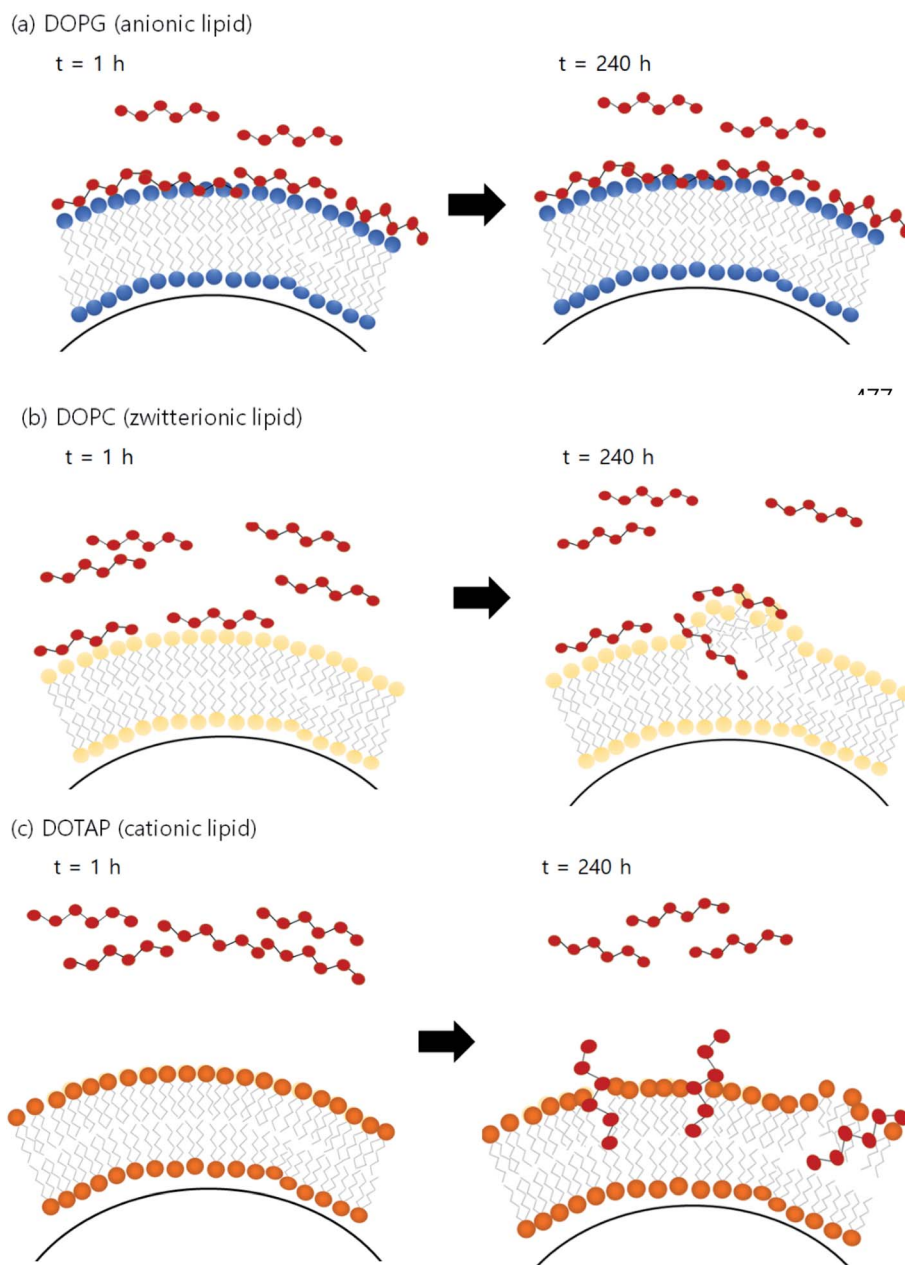 (a) DOPG (anionic lipid)
t = 1 h
t = 240 h
(b) DOPC (zwitterionic lipid)
t = 1 h
t = 240 h
(c) DOTAP (cationic lipid)
t = 1 h
t = 240 h